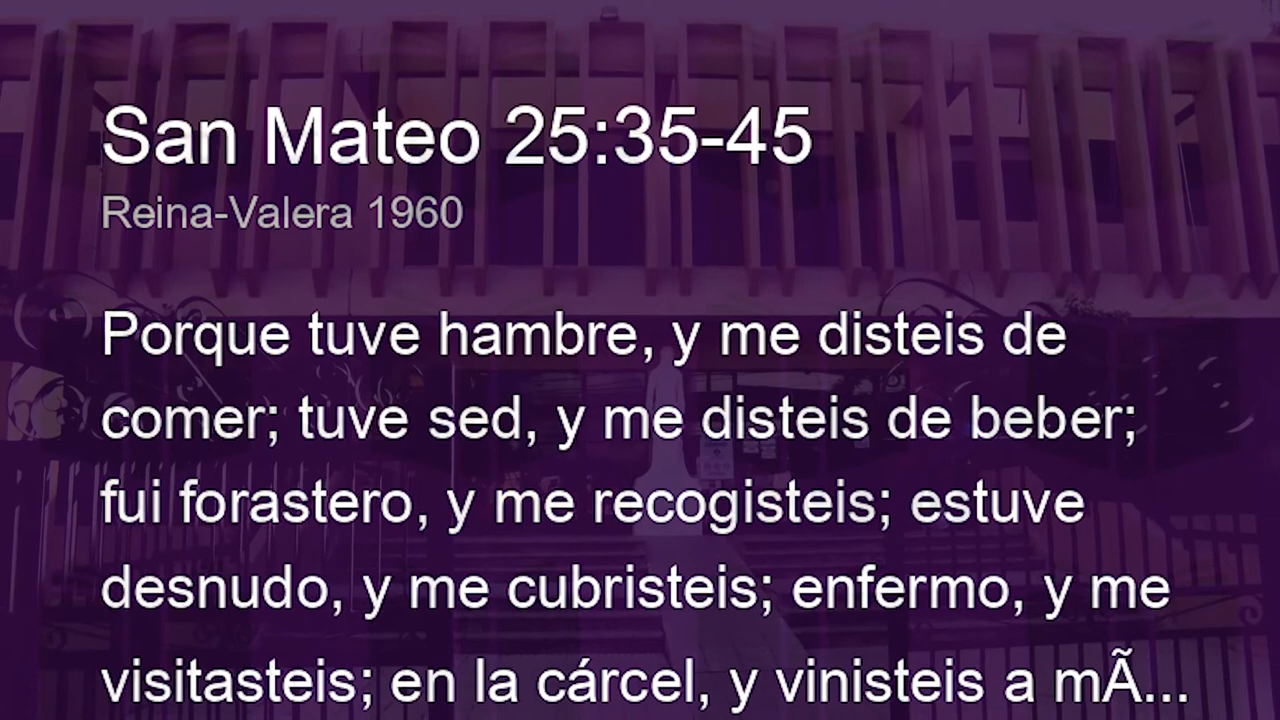 San Mateo 25:35-45
Reina-Valera 1960
Porque tuve hambre, y me disteis de
comer; tuve sed, y me disteis de beber;
fui forastero, y me recogisteis; estuve
desnudo, y me cubristeis; enfermo, y me
visitasteis; en la cárcel, y vinisteis a mÃ...